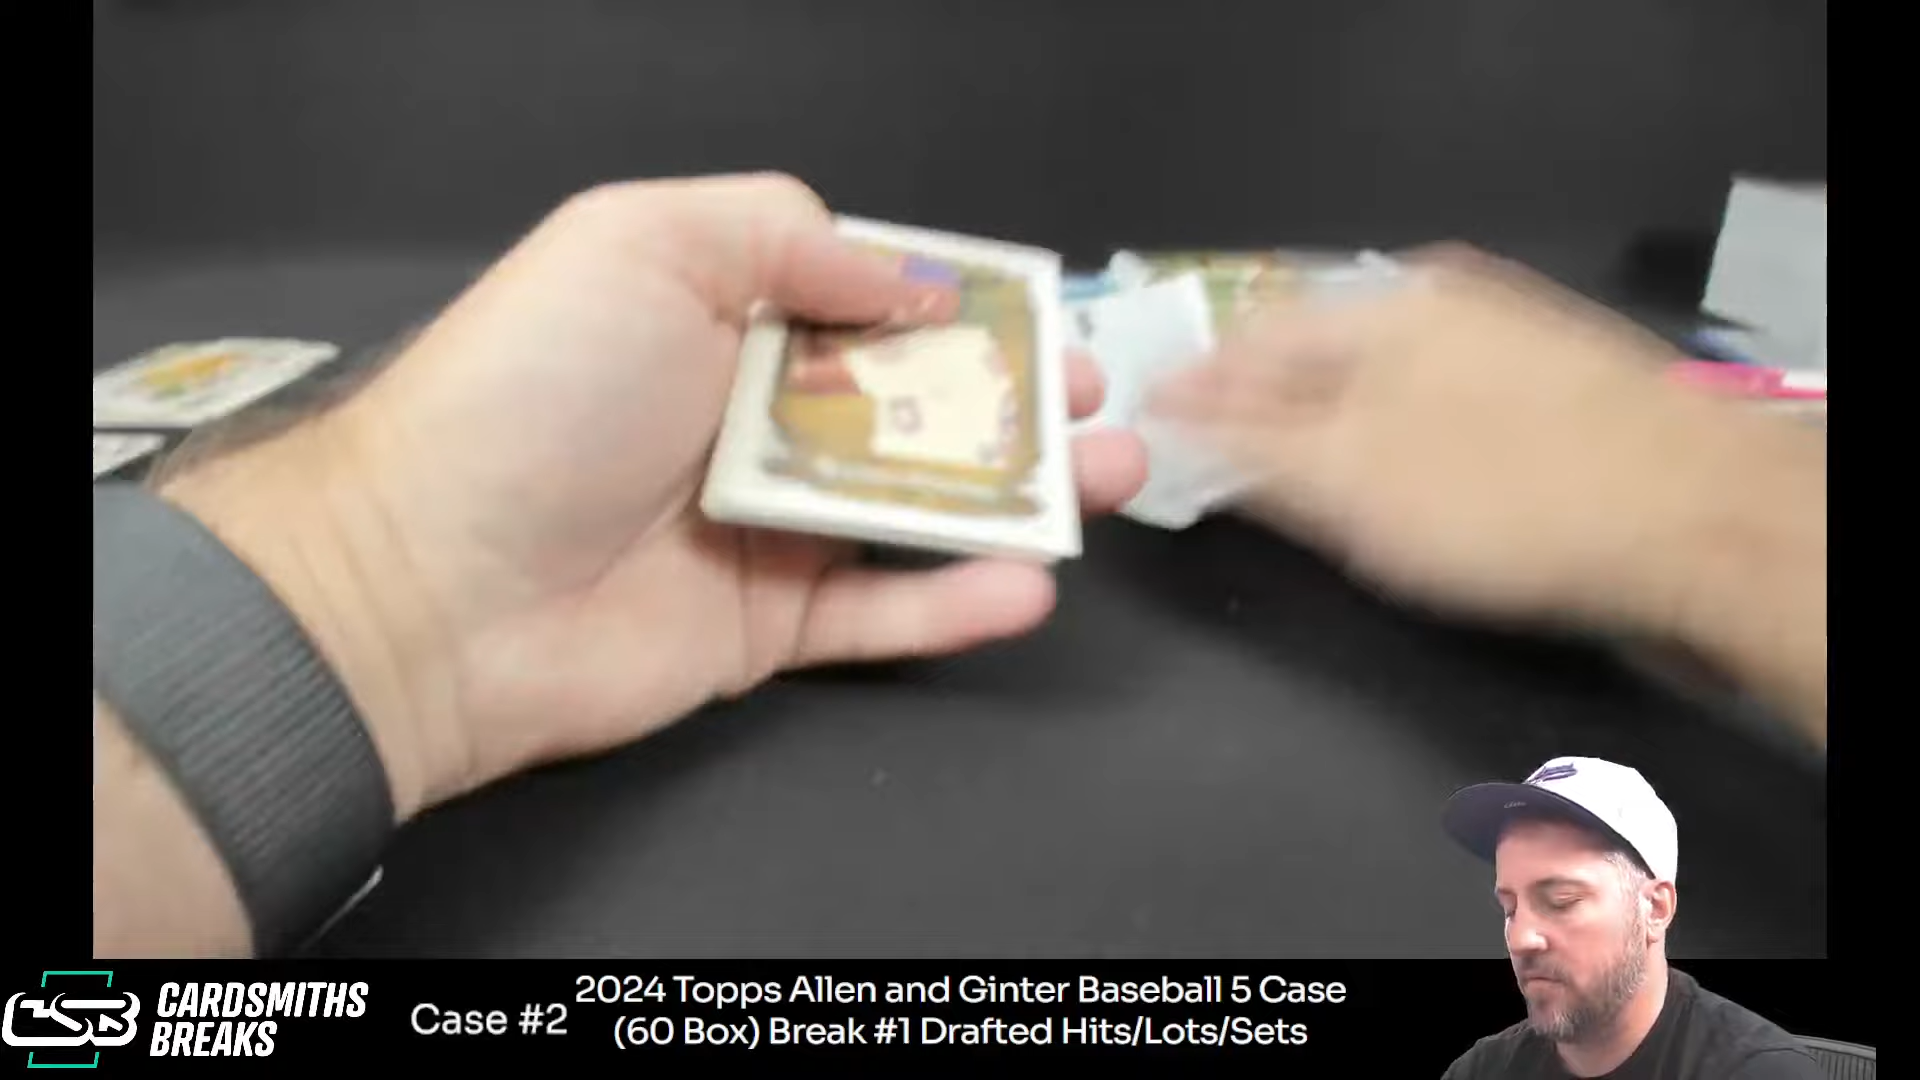 CARDSMITHS
BREAKS
Case #2
2024 Topps Allen and Ginter Baseball 5 Case
(60 Box) Break #1 Drafted Hits/Lots/Sets